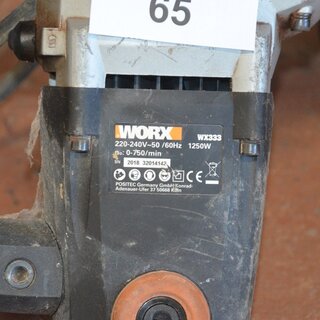 65
WORX WX333
220-240V~50 /60Hz 1250W
n₀: 0-750/min
SN 2018 32014142
POSITEC Germany GmbH Konrad-
Adenauer-Ufer 37 50668 Köln